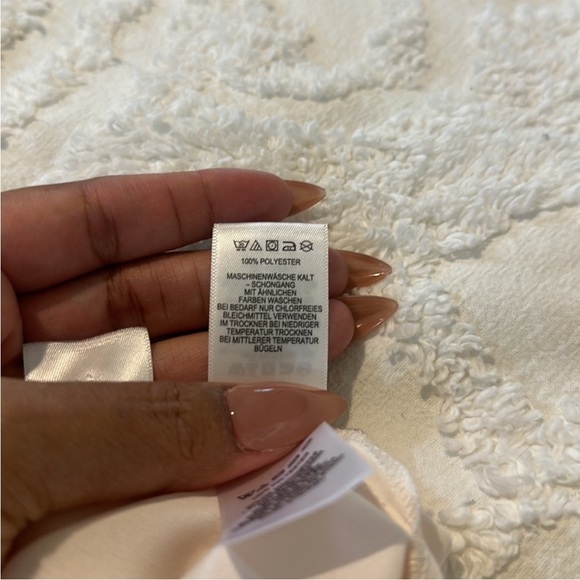 100% POLYESTER
MASCHINENWÄSCHE KALT
– SCHONGANG
MIT ÄHNLICHEN
FARBEN WASCHEN
BEI BEDARF NUR CHLORFREIES
BLEICHMITTEL VERWENDEN
IM TROCKNER BEI NIEDRIGER
TEMPERATUR TROCKNEN
BEI MITTLERER TEMPERATUR
BÜGELN